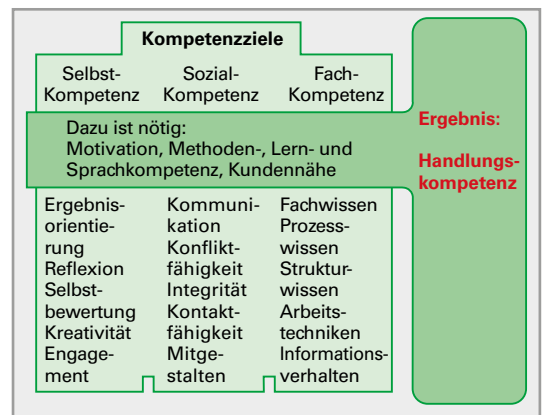 Kompetenzziele
Selbst-
Kompetenz
Sozial-
Kompetenz
Fach-
Kompetenz
Dazu ist nötig:
Motivation, Methoden-, Lern- und
Sprachkompetenz, Kundennähe
Ergebnis-
orientie-
rung
Reflexion
Selbst-
bewertung
Kreativität
Engage-
ment
Kommuni-
kation
Konflikt-
fähigkeit
Integrität
Kontakt-
fähigkeit
Mitge-
stalten
Fachwissen
Prozess-
wissen
Struktur-
wissen
Arbeits-
techniken
Informations-
verhalten
Ergebnis:
Handlungs-
kompetenz